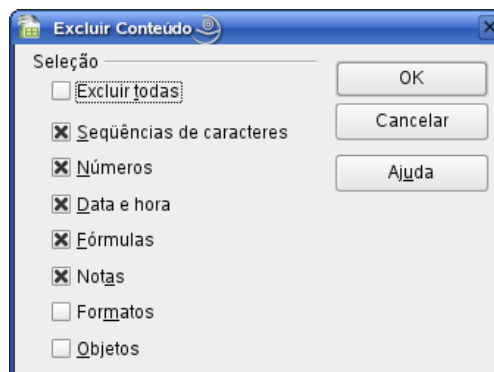 Excluir Conteúdo
Seleção
Excluir todas
Seqüências de caracteres
Números
Data e hora
Fórmulas
Notas
Formatos
Objetos
OK
Cancelar
Ajuda